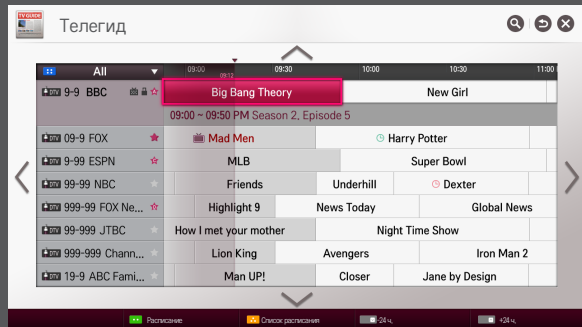 TV GUIDE
Телегид
All ▼ 09:00 09:12 09:30 10:00 10:30 11:00
DTV 9-9 BBC Big Bang Theory New Girl
09:00 ~ 09:50 PM Season 2, Episode 5
DTV 09-9 FOX Mad Men Harry Potter
DTV 9-99 ESPN MLB Super Bowl
DTV 99-99 NBC Friends Underhill Dexter
DTV 999-99 FOX Ne... Highlight 9 News Today Global News
DTV 99-999 JTBC How I met your mother Night Time Show
DTV 999-999 Chann... Lion King Avengers Iron Man 2
DTV 19-9 ABC Fami... Man UP! Closer Jane by Design
Расписание Список расписания -24 ч, +24 ч,